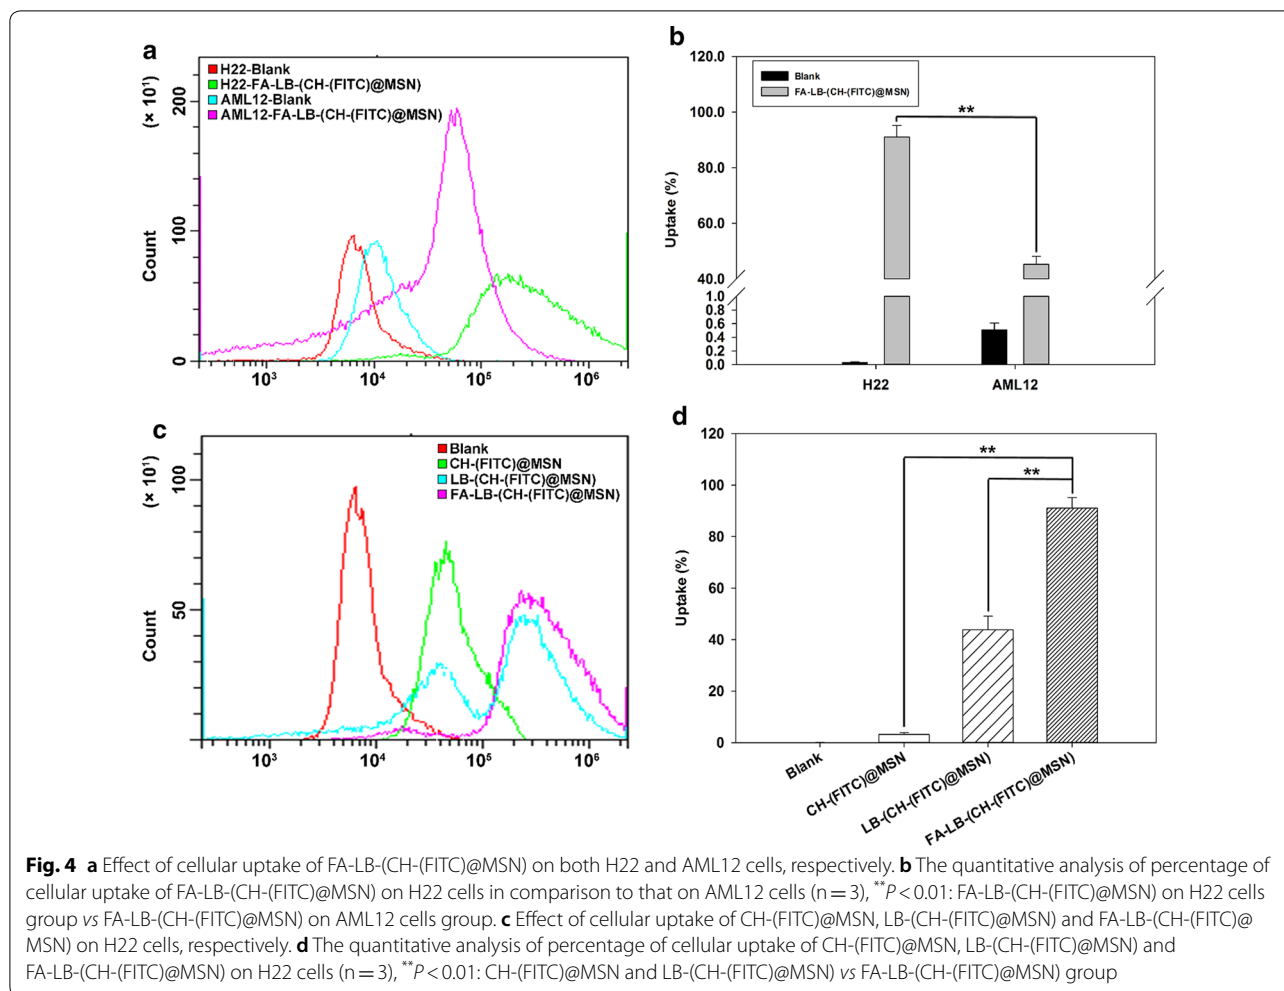 a
H22-Blank
H22-FA-LB-(CH-(FITC)@MSN)
AML12-Blank
AML12-FA-LB-(CH-(FITC)@MSN)
(× 10¹)
Count
200
100
0
10³ 10⁴ 10⁵ 10⁶
b
Blank
FA-LB-(CH-(FITC)@MSN)
**
Uptake (%)
120.0
100.0
80.0
60.0
40.0
1.0
0.8
0.6
0.4
0.2
0.0
H22 AML12
c
Blank
CH-(FITC)@MSN
LB-(CH-(FITC)@MSN)
FA-LB-(CH-(FITC)@MSN)
(× 10¹)
Count
100
50
0
10³ 10⁴ 10⁵ 10⁶
d
**
**
Uptake (%)
120
100
80
60
40
20
0
Blank
CH-(FITC)@MSN
LB-(CH-(FITC)@MSN)
FA-LB-(CH-(FITC)@MSN)
Fig. 4 a Effect of cellular uptake of FA-LB-(CH-(FITC)@MSN) on both H22 and AML12 cells, respectively. b The quantitative analysis of percentage of
cellular uptake of FA-LB-(CH-(FITC)@MSN) on H22 cells in comparison to that on AML12 cells (n = 3), **P < 0.01: FA-LB-(CH-(FITC)@MSN) on H22 cells
group vs FA-LB-(CH-(FITC)@MSN) on AML12 cells group. c Effect of cellular uptake of CH-(FITC)@MSN, LB-(CH-(FITC)@MSN) and FA-LB-(CH-(FITC)@
MSN) on H22 cells, respectively. d The quantitative analysis of percentage of cellular uptake of CH-(FITC)@MSN, LB-(CH-(FITC)@MSN) and
FA-LB-(CH-(FITC)@MSN) on H22 cells (n = 3), **P < 0.01: CH-(FITC)@MSN and LB-(CH-(FITC)@MSN) vs FA-LB-(CH-(FITC)@MSN) group